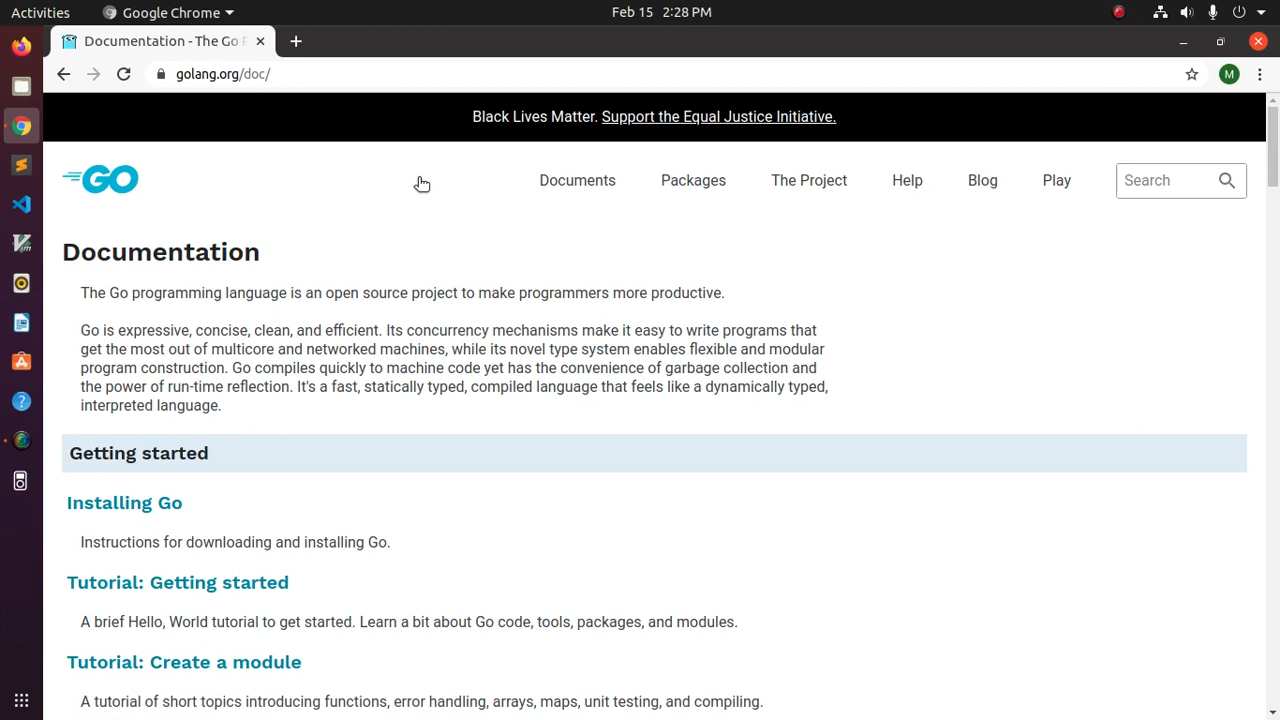 Activities Google Chrome Feb 15 2:28 PM
Documentation - The Go P
golang.org/doc/ M
Black Lives Matter. Support the Equal Justice Initiative.
GO Documents Packages The Project Help Blog Play Search
Documentation
The Go programming language is an open source project to make programmers more productive.
Go is expressive, concise, clean, and efficient. Its concurrency mechanisms make it easy to write programs that
get the most out of multicore and networked machines, while its novel type system enables flexible and modular
program construction. Go compiles quickly to machine code yet has the convenience of garbage collection and
the power of run-time reflection. It's a fast, statically typed, compiled language that feels like a dynamically typed,
interpreted language.
Getting started
Installing Go
Instructions for downloading and installing Go.
Tutorial: Getting started
A brief Hello, World tutorial to get started. Learn a bit about Go code, tools, packages, and modules.
Tutorial: Create a module
A tutorial of short topics introducing functions, error handling, arrays, maps, unit testing, and compiling.